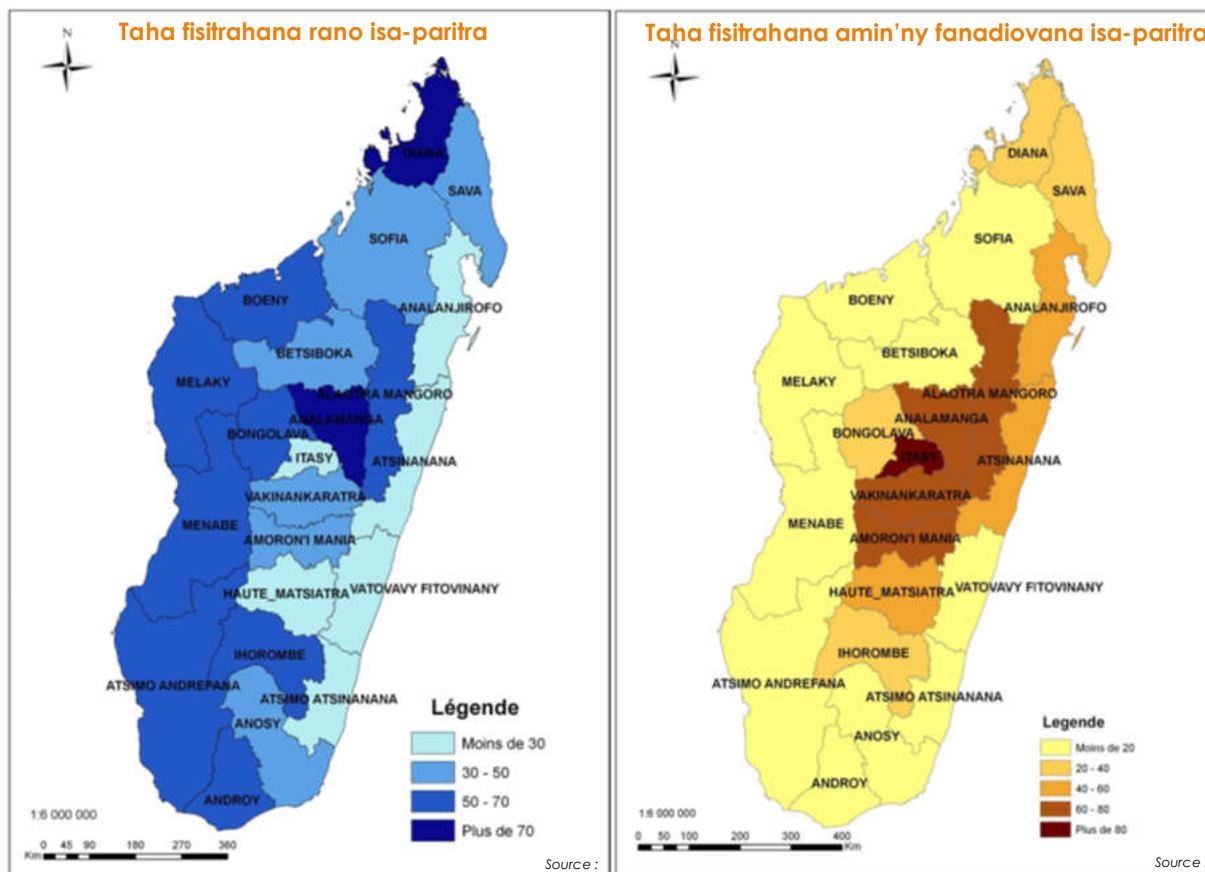 Taha fisitrahana rano isa-paritra
N
DIANA
SAVA
SOFIA
BOENY
ANALANJIROFO
BETSIBOKA
MELAKY
ALAOTRA MANGORO
ANALAMANGA
BONGOLAVA
ITASY
ATSINANANA
VAKINANKARATRA
MENABE
AMORON'I MANIA
HAUTE_MATSIATRA
VATOVAVY FITOVINANY
IHOROMBE
ATSIMO ANDREFANA
ATSIMO ATSINANANA
ANOSY
ANDROY
Légende
Moins de 30
30 - 50
50 - 70
Plus de 70
1:6 000 000
0 45 90 180 270 360
Km
Source :
Taha fisitrahana amin’ny fanadiovana isa-paritra
N
DIANA
SAVA
SOFIA
BOENY
ANALANJIROFO
BETSIBOKA
MELAKY
ALAOTRA MANGORO
ANALAMANGA
BONGOLAVA
ITASY
ATSINANANA
VAKINANKARATRA
MENABE
AMORON'I MANIA
HAUTE_MATSIATRA
VATOVAVY FITOVINANY
IHOROMBE
ATSIMO ANDREFANA
ATSIMO ATSINANANA
ANOSY
ANDROY
Legende
Moins de 20
20 - 40
40 - 60
60 - 80
Plus de 80
1:6 000 000
0 50 100 200 300 400
Km
Source :